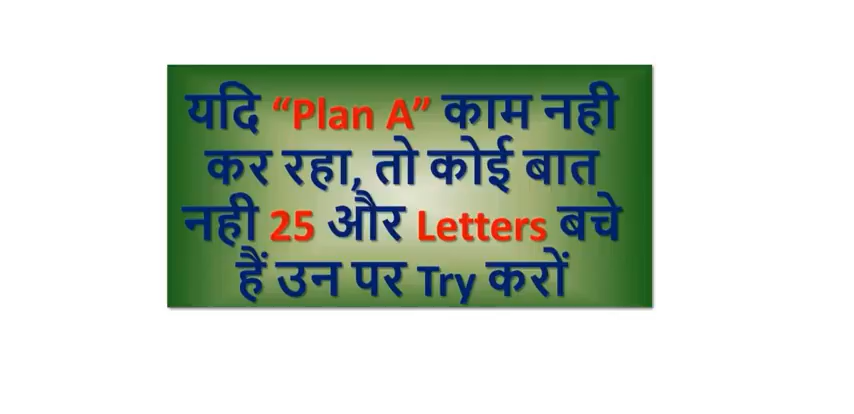 यदि “Plan A” काम नही
कर रहा, तो कोई बात
नही 25 और Letters बचे
हैं उन पर Try करों